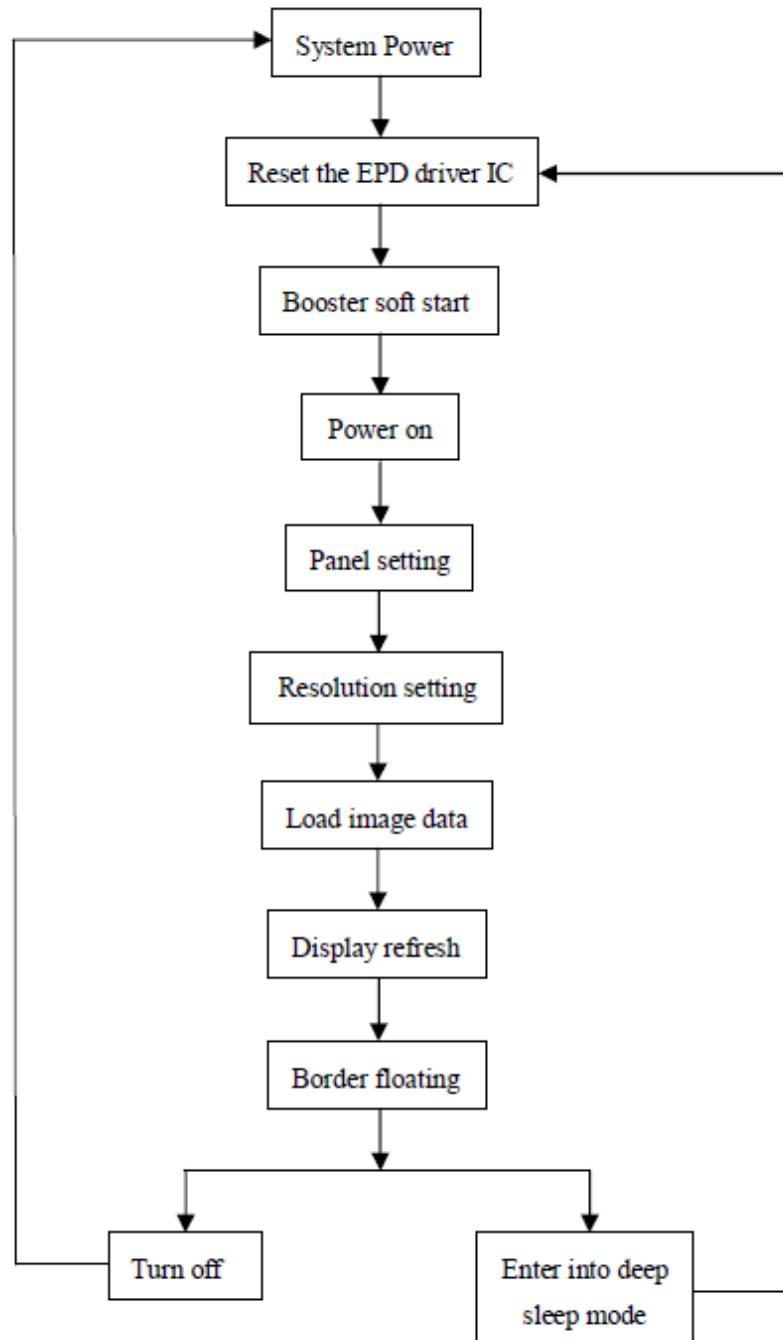 System Power
Reset the EPD driver IC
Booster soft start
Power on
Panel setting
Resolution setting
Load image data
Display refresh
Border floating
Turn off
Enter into deep
sleep mode